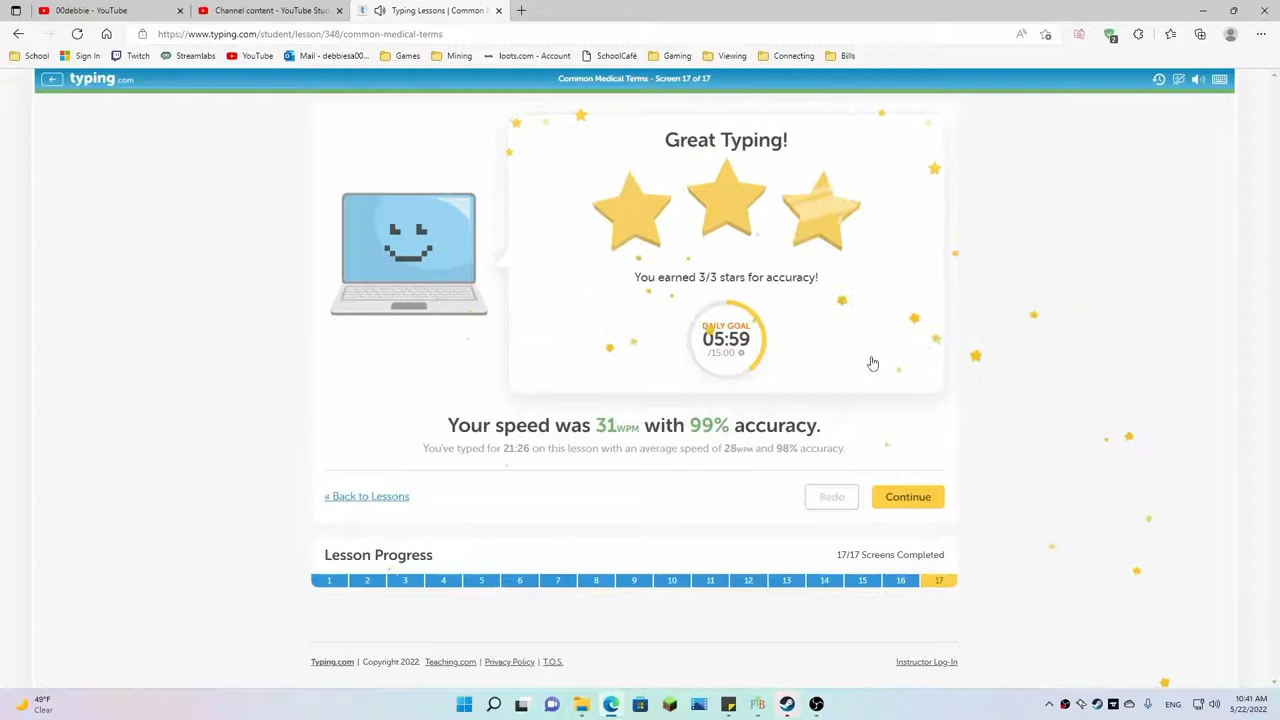 00debbie - YouTube
Channel content - YouTube Stud
Typing Lessons | Common
https://www.typing.com/student/lesson/348/common-medical-terms
School
Sign In
Twitch
Streamlabs
YouTube
Mail - debbiesa00...
Games
Mining
loots.com - Account
SchoolCafé
Gaming
Viewing
Connecting
Bills
2
typing.com
Common Medical Terms - Screen 17 of 17
Great Typing!
You earned 3/3 stars for accuracy!
DAILY GOAL
05:59
/15:00
Your speed was 31WPM with 99% accuracy.
You've typed for 21:26 on this lesson with an average speed of 28WPM and 98% accuracy.
« Back to Lessons
Redo
Continue
Lesson Progress
17/17 Screens Completed
1 2 3 4 5 6 7 8 9 10 11 12 13 14 15 16 17
Typing.com | Copyright 2022 Teaching.com | Privacy Policy | T.O.S.
Instructor Log-In
49°F
Clear
ENG
10:41 AM
5/22/2022